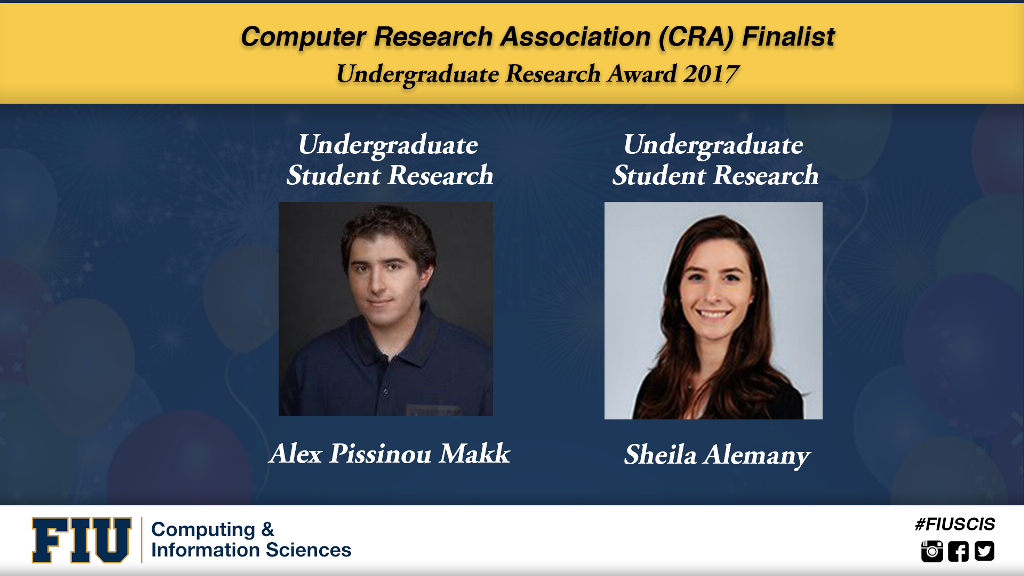 Computer Research Association (CRA) Finalist
Undergraduate Research Award 2017
Undergraduate
Student Research
Undergraduate
Student Research
Alex Pissinou Makk
Sheila Alemany
FIU
Computing &
Information Sciences
#FIUSCIS